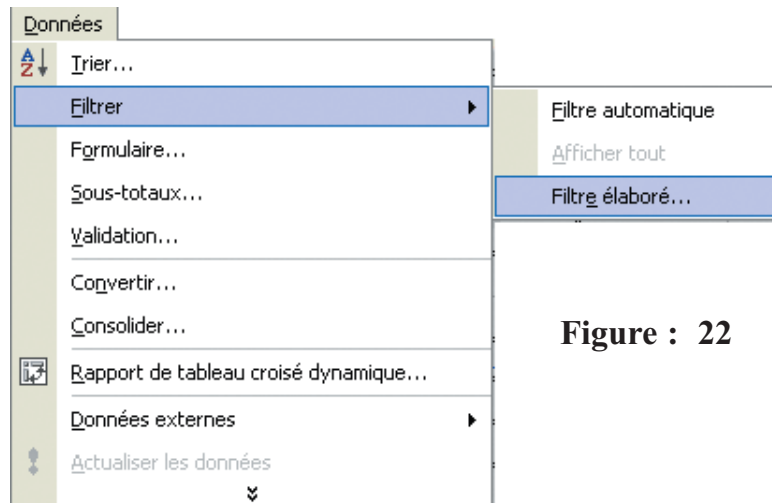 Données
Trier...
Filtrer
Formulaire...
Sous-totaux...
Validation...
Convertir...
Consolider...
Rapport de tableau croisé dynamique...
Données externes
Actualiser les données
Filtre automatique
Afficher tout
Filtre élaboré...
Figure : 22